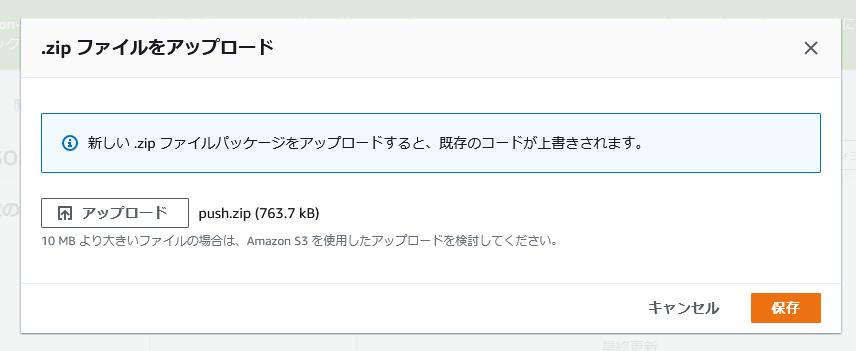 .zip ファイルをアップロード
新しい .zip ファイルパッケージをアップロードすると、既存のコードが上書きされます。
アップロード push.zip (763.7 kB)
10 MB より大きいファイルの場合は、Amazon S3 を使用したアップロードを検討してください。
キャンセル 保存
最終更新